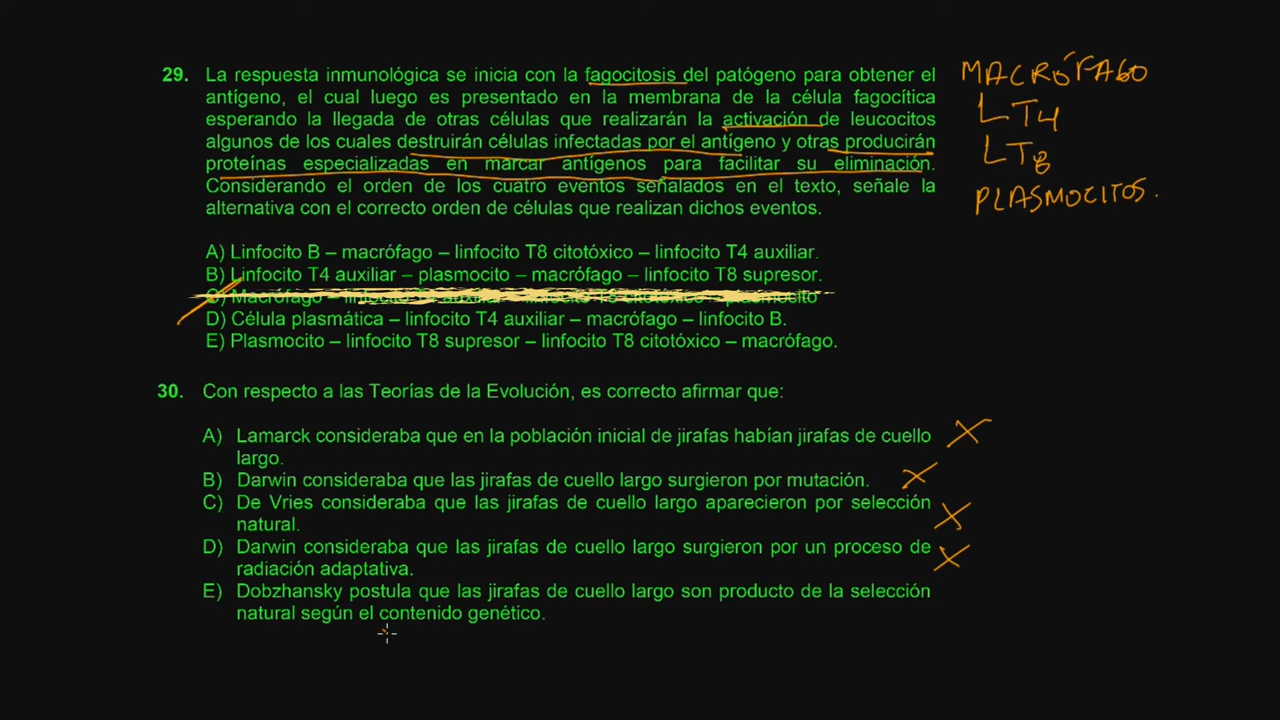 29. La respuesta inmunológica se inicia con la fagocitosis del patógeno para obtener el
antígeno, el cual luego es presentado en la membrana de la célula fagocítica
esperando la llegada de otras células que realizarán la activación de leucocitos
algunos de los cuales destruirán células infectadas por el antígeno y otras producirán
proteínas especializadas en marcar antígenos para facilitar su eliminación.
Considerando el orden de los cuatro eventos señalados en el texto, señale la
alternativa con el correcto orden de células que realizan dichos eventos.
MACRÓFAGO
LT4
LT8
PLASMOCITOS.
A) Linfocito B – macrófago – linfocito T8 citotóxico – linfocito T4 auxiliar.
B) Linfocito T4 auxiliar – plasmocito – macrófago – linfocito T8 supresor.
C) Macrófago – linfocito T4 auxiliar – linfocito T8 citotóxico – plasmocito
D) Célula plasmática – linfocito T4 auxiliar – macrófago – linfocito B.
E) Plasmocito – linfocito T8 supresor – linfocito T8 citotóxico – macrófago.
30. Con respecto a las Teorías de la Evolución, es correcto afirmar que:
A) Lamarck consideraba que en la población inicial de jirafas habían jirafas de cuello
largo.
B) Darwin consideraba que las jirafas de cuello largo surgieron por mutación.
C) De Vries consideraba que las jirafas de cuello largo aparecieron por selección
natural.
D) Darwin consideraba que las jirafas de cuello largo surgieron por un proceso de
radiación adaptativa.
E) Dobzhansky postula que las jirafas de cuello largo son producto de la selección
natural según el contenido genético.